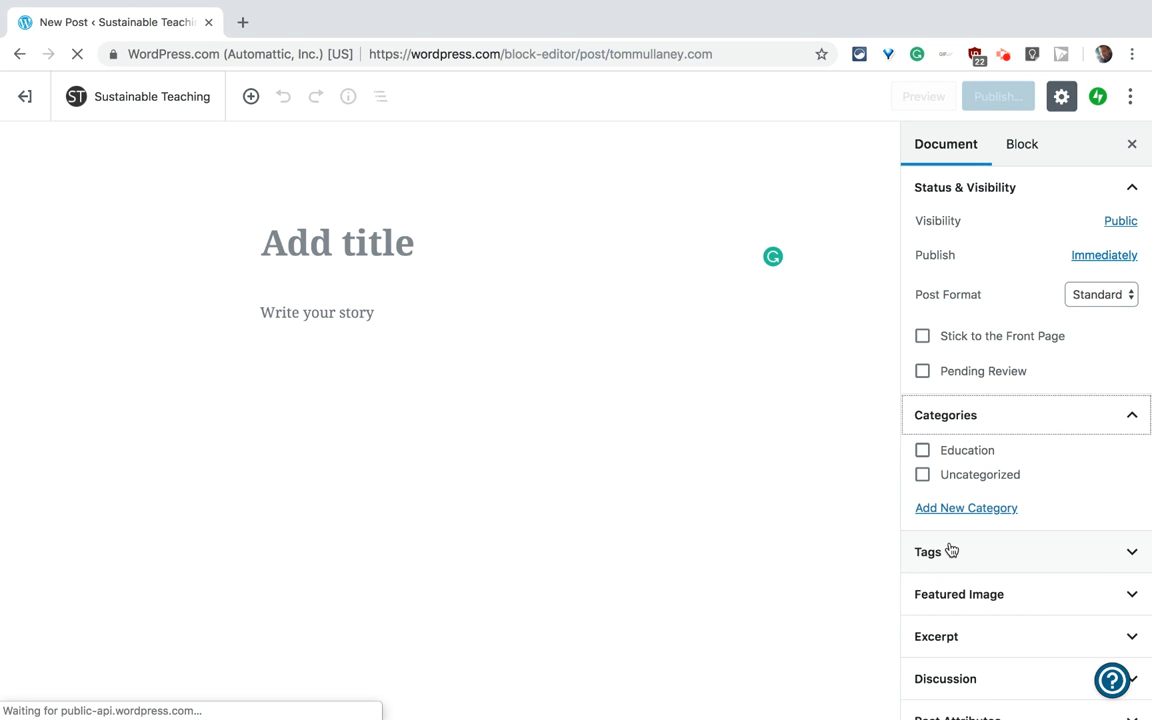 New Post ‹ Sustainable Teachi
WordPress.com (Automattic, Inc.) [US] | https://wordpress.com/block-editor/post/tommullaney.com
22
ST Sustainable Teaching
Preview
Publish...
Document
Block
Status & Visibility
Visibility Public
Publish Immediately
Post Format Standard
Stick to the Front Page
Pending Review
Categories
Education
Uncategorized
Add New Category
Tags
Featured Image
Excerpt
Discussion
Add title
Write your story
Waiting for public-api.wordpress.com...